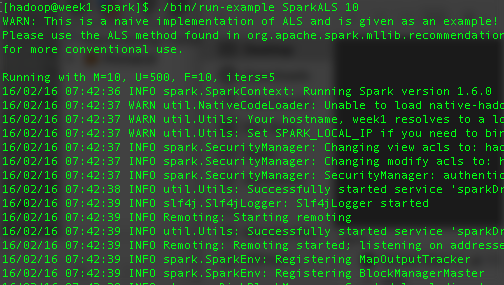 [hadoop@week1 spark]$ ./bin/run-example SparkALS 10
WARN: This is a naive implementation of ALS and is given as an example!
Please use the ALS method found in org.apache.spark.mllib.recommendation
for more conventional use.
Running with M=10, U=500, F=10, iters=5
16/02/16 07:42:36 INFO spark.SparkContext: Running Spark version 1.6.0
16/02/16 07:42:37 WARN util.NativeCodeLoader: Unable to load native-had
16/02/16 07:42:37 WARN util.Utils: Your hostname, week1 resolves to a lo
16/02/16 07:42:37 WARN util.Utils: Set SPARK_LOCAL_IP if you need to bin
16/02/16 07:42:37 INFO spark.SecurityManager: Changing view acls to: had
16/02/16 07:42:37 INFO spark.SecurityManager: Changing modify acls to: h
16/02/16 07:42:37 INFO spark.SecurityManager: SecurityManager: authentic
16/02/16 07:42:38 INFO util.Utils: Successfully started service 'sparkDr
16/02/16 07:42:39 INFO slf4j.Slf4jLogger: Slf4jLogger started
16/02/16 07:42:39 INFO Remoting: Starting remoting
16/02/16 07:42:39 INFO util.Utils: Successfully started service 'sparkDr
16/02/16 07:42:39 INFO Remoting: Remoting started; listening on addresse
16/02/16 07:42:39 INFO spark.SparkEnv: Registering MapOutputTracker
16/02/16 07:42:39 INFO spark.SparkEnv: Registering BlockManagerMaster